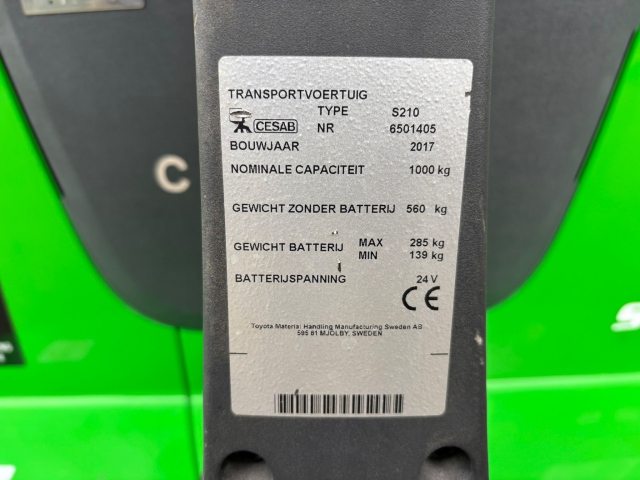 TRANSPORTVOERTUIG
TYPE S210
CESAB NR 6501405
BOUWJAAR 2017
NOMINALE CAPACITEIT 1000 kg
GEWICHT ZONDER BATTERIJ 560 kg
GEWICHT BATTERIJ MAX 285 kg
MIN 139 kg
BATTERIJSPANNING 24 V
CE
Toyota Material Handling Manufacturing Sweden AB
595 81 MJÖLBY, SWEDEN
C
S